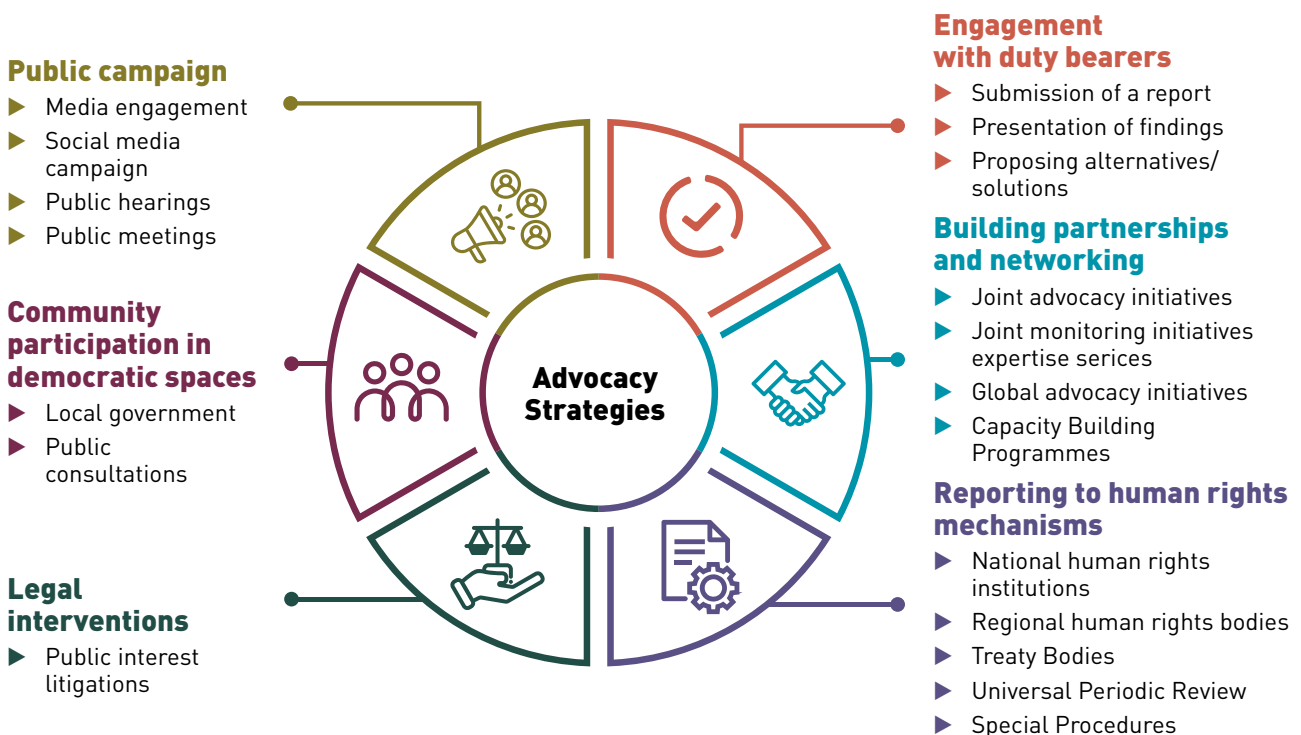 Public campaign
Media engagement
Social media
campaign
Public hearings
Public meetings
Community
participation in
democratic spaces
Local government
Public
consultations
Legal
interventions
Public interest
litigations
Advocacy
Strategies
Engagement
with duty bearers
Submission of a report
Presentation of findings
Proposing alternatives/
solutions
Building partnerships
and networking
Joint advocacy initiatives
Joint monitoring initiatives
expertise serices
Global advocacy initiatives
Capacity Building
Programmes
Reporting to human rights
mechanisms
National human rights
institutions
Regional human rights bodies
Treaty Bodies
Universal Periodic Review
Special Procedures